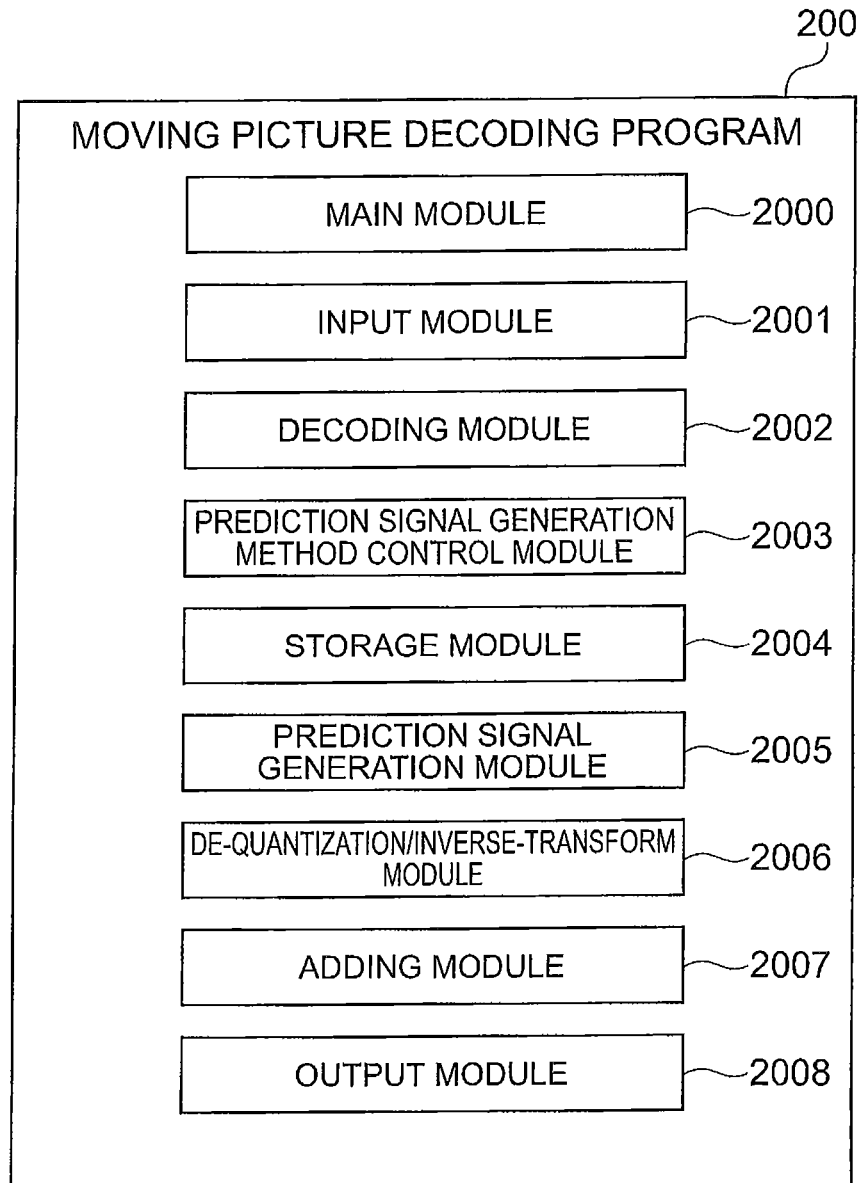 200
MOVING PICTURE DECODING PROGRAM
MAIN MODULE 2000
INPUT MODULE 2001
DECODING MODULE 2002
PREDICTION SIGNAL GENERATION
METHOD CONTROL MODULE 2003
STORAGE MODULE 2004
PREDICTION SIGNAL
GENERATION MODULE 2005
DE-QUANTIZATION/INVERSE-TRANSFORM
MODULE 2006
ADDING MODULE 2007
OUTPUT MODULE 2008